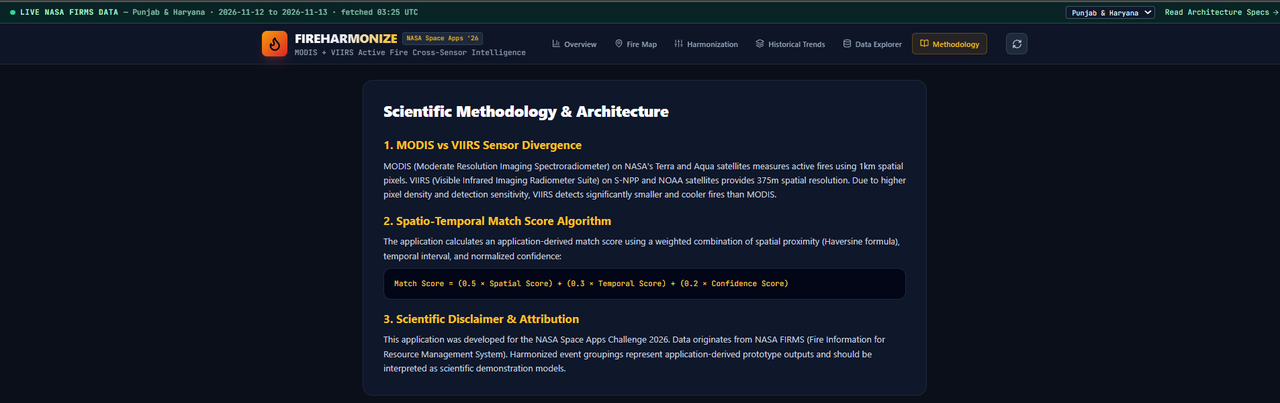 LIVE NASA FIRMS DATA — Punjab & Haryana · 2026-11-12 to 2026-11-13 · fetched 03:25 UTC
Punjab & Haryana
Read Architecture Specs →
FIREHARMONIZE
NASA Space Apps '26
MODIS + VIIRS Active Fire Cross-Sensor Intelligence
Overview
Fire Map
Harmonization
Historical Trends
Data Explorer
Methodology
Scientific Methodology & Architecture
1. MODIS vs VIIRS Sensor Divergence
MODIS (Moderate Resolution Imaging Spectroradiometer) on NASA's Terra and Aqua satellites measures active fires using 1km spatial
pixels. VIIRS (Visible Infrared Imaging Radiometer Suite) on S-NPP and NOAA satellites provides 375m spatial resolution. Due to higher
pixel density and detection sensitivity, VIIRS detects significantly smaller and cooler fires than MODIS.
2. Spatio-Temporal Match Score Algorithm
The application calculates an application-derived match score using a weighted combination of spatial proximity (Haversine formula),
temporal interval, and normalized confidence:
Match Score = (0.5 × Spatial Score) + (0.3 × Temporal Score) + (0.2 × Confidence Score)
3. Scientific Disclaimer & Attribution
This application was developed for the NASA Space Apps Challenge 2026. Data originates from NASA FIRMS (Fire Information for
Resource Management System). Harmonized event groupings represent application-derived prototype outputs and should be
interpreted as scientific demonstration models.